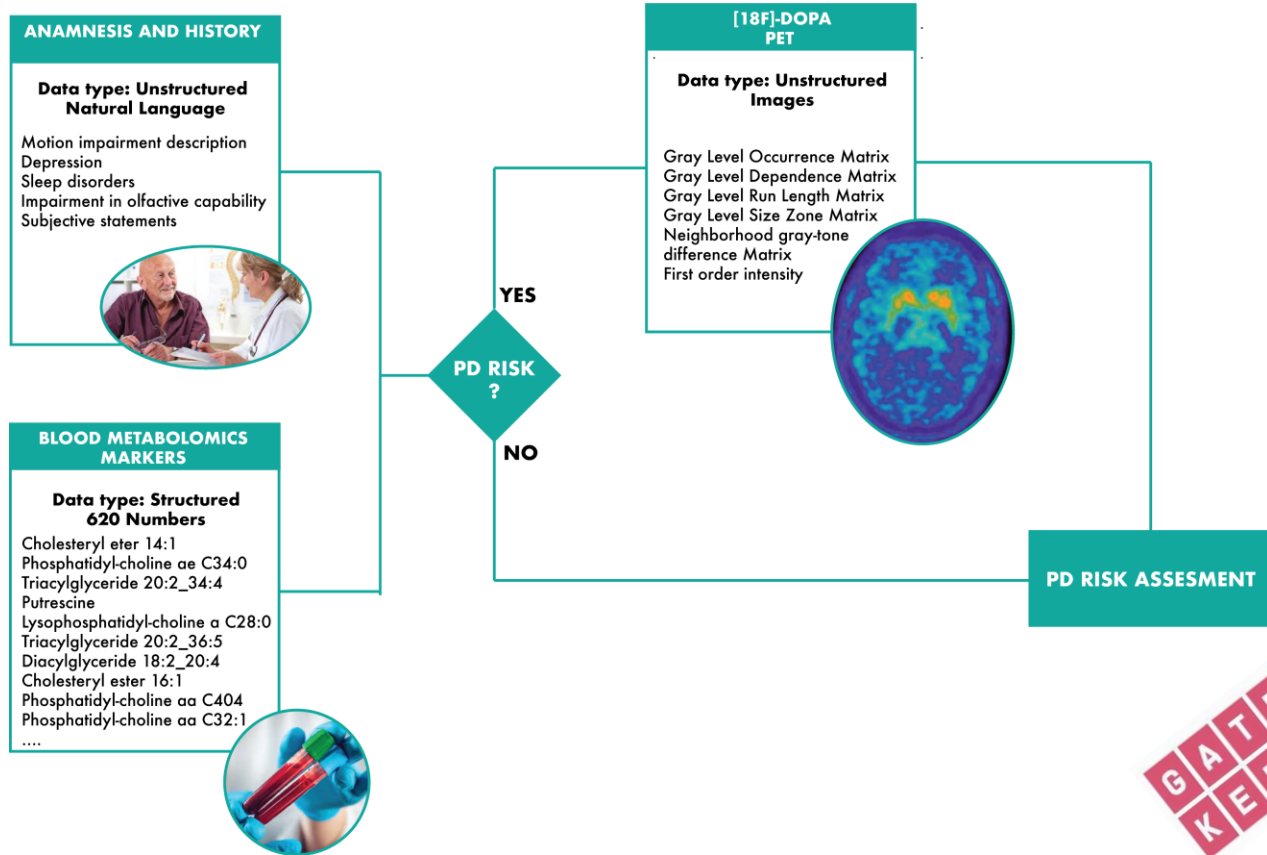 ANAMNESIS AND HISTORY
Data type: Unstructured
Natural Language
Motion impairment description
Depression
Sleep disorders
Impairment in olfactive capability
Subjective statements
BLOOD METABOLOMICS
MARKERS
Data type: Structured
620 Numbers
Cholesteryl eter 14:1
Phosphatidyl-choline ae C34:0
Triacylglyceride 20:2_34:4
Putrescine
Lysophosphatidyl-choline a C28:0
Triacylglyceride 20:2_36:5
Diacylglyceride 18:2_20:4
Cholesteryl ester 16:1
Phosphatidyl-choline aa C404
Phosphatidyl-choline aa C32:1
....
PD RISK
?
YES
NO
[18F]-DOPA
PET
Data type: Unstructured
Images
Gray Level Occurrence Matrix
Gray Level Dependence Matrix
Gray Level Run Length Matrix
Gray Level Size Zone Matrix
Neighborhood gray-tone
difference Matrix
First order intensity
PD RISK ASSESMENT
GAT
KE